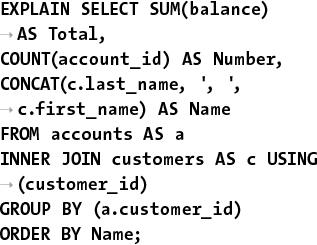 EXPLAIN SELECT SUM(balance)
→ AS Total,
COUNT(account_id) AS Number,
CONCAT(c.last_name, ', ',
→ c.first_name) AS Name
FROM accounts AS a
INNER JOIN customers AS c USING
→ (customer_id)
GROUP BY (a.customer_id)
ORDER BY Name;